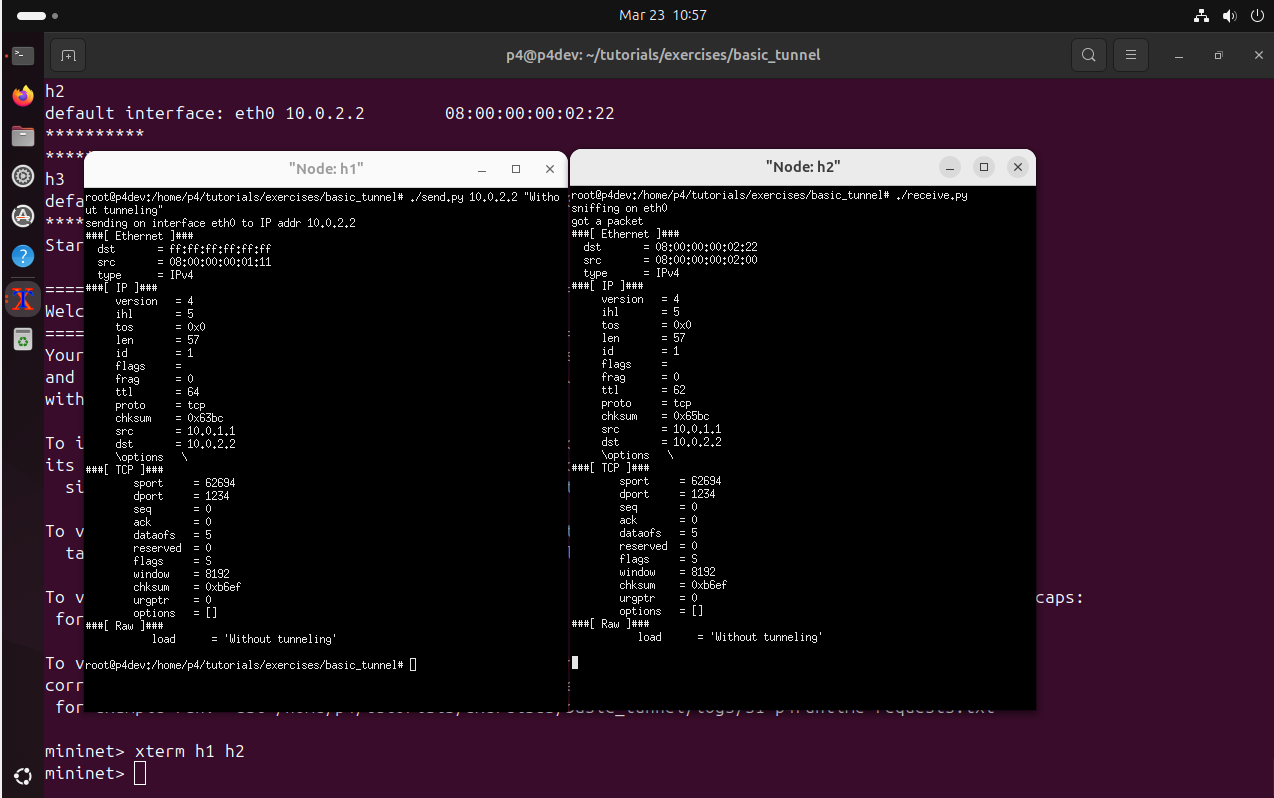 Mar 23 10:57
p4@p4dev: ~/tutorials/exercises/basic_tunnel
h2
default interface: eth0 10.0.2.2 08:00:00:00:02:22
**********
****
h3
defa
****
Star
====
Welc
====
Your
and
with
To i
its
si
To v
ta
To v caps:
for
To v
corr
for
mininet> xterm h1 h2
mininet>
"Node: h1"
root@p4dev:/home/p4/tutorials/exercises/basic_tunnel# ./send.py 10.0.2.2 "Witho
ut tunneling"
sending on interface eth0 to IP addr 10.0.2.2
###[ Ethernet ]###
dst = ff:ff:ff:ff:ff:ff
src = 08:00:00:00:01:11
type = IPv4
###[ IP ]###
version = 4
ihl = 5
tos = 0x0
len = 57
id = 1
flags =
frag = 0
ttl = 64
proto = tcp
chksum = 0x63bc
src = 10.0.1.1
dst = 10.0.2.2
\options \
###[ TCP ]###
sport = 62694
dport = 1234
seq = 0
ack = 0
dataofs = 5
reserved = 0
flags = S
window = 8192
chksum = 0xb6ef
urgptr = 0
options = []
###[ Raw ]###
load = 'Without tunneling'
root@p4dev:/home/p4/tutorials/exercises/basic_tunnel#
"Node: h2"
root@p4dev:/home/p4/tutorials/exercises/basic_tunnel# ./receive.py
sniffing on eth0
got a packet
###[ Ethernet ]###
dst = 08:00:00:00:02:22
src = 08:00:00:00:02:00
type = IPv4
###[ IP ]###
version = 4
ihl = 5
tos = 0x0
len = 57
id = 1
flags =
frag = 0
ttl = 62
proto = tcp
chksum = 0x65bc
src = 10.0.1.1
dst = 10.0.2.2
\options \
###[ TCP ]###
sport = 62694
dport = 1234
seq = 0
ack = 0
dataofs = 5
reserved = 0
flags = S
window = 8192
chksum = 0xb6ef
urgptr = 0
options = []
###[ Raw ]###
load = 'Without tunneling'